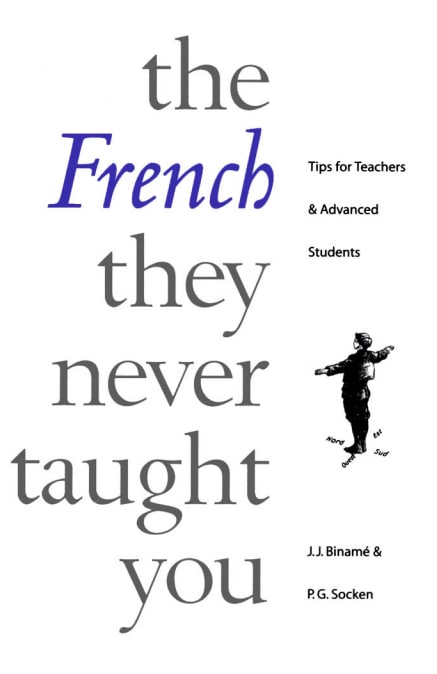 the
French
they
never
taught
you
Tips for Teachers
& Advanced
Students
Nord
Est
Ouest
Sud
J.J. Binamé &
P.G. Socken